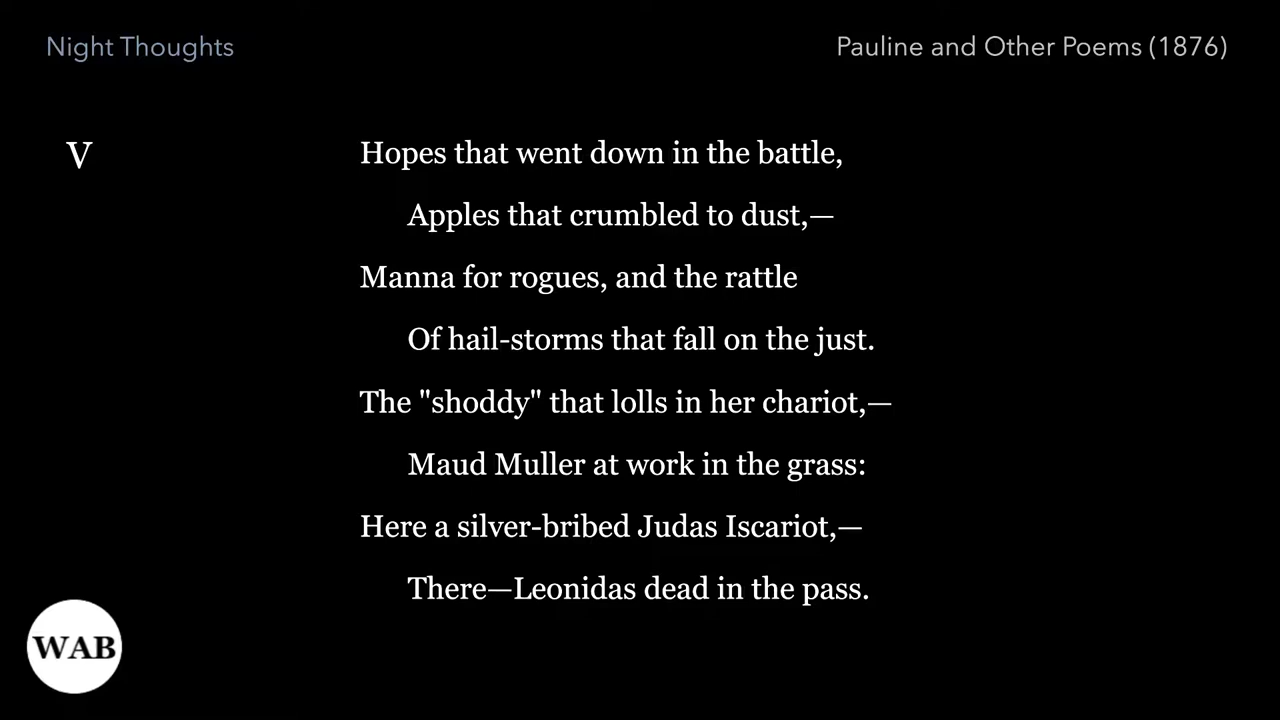 Night Thoughts
Pauline and Other Poems (1876)
V
Hopes that went down in the battle,
Apples that crumbled to dust,—
Manna for rogues, and the rattle
Of hail-storms that fall on the just.
The "shoddy" that lolls in her chariot,—
Maud Muller at work in the grass:
Here a silver-bribed Judas Iscariot,—
There—Leonidas dead in the pass.
WAB